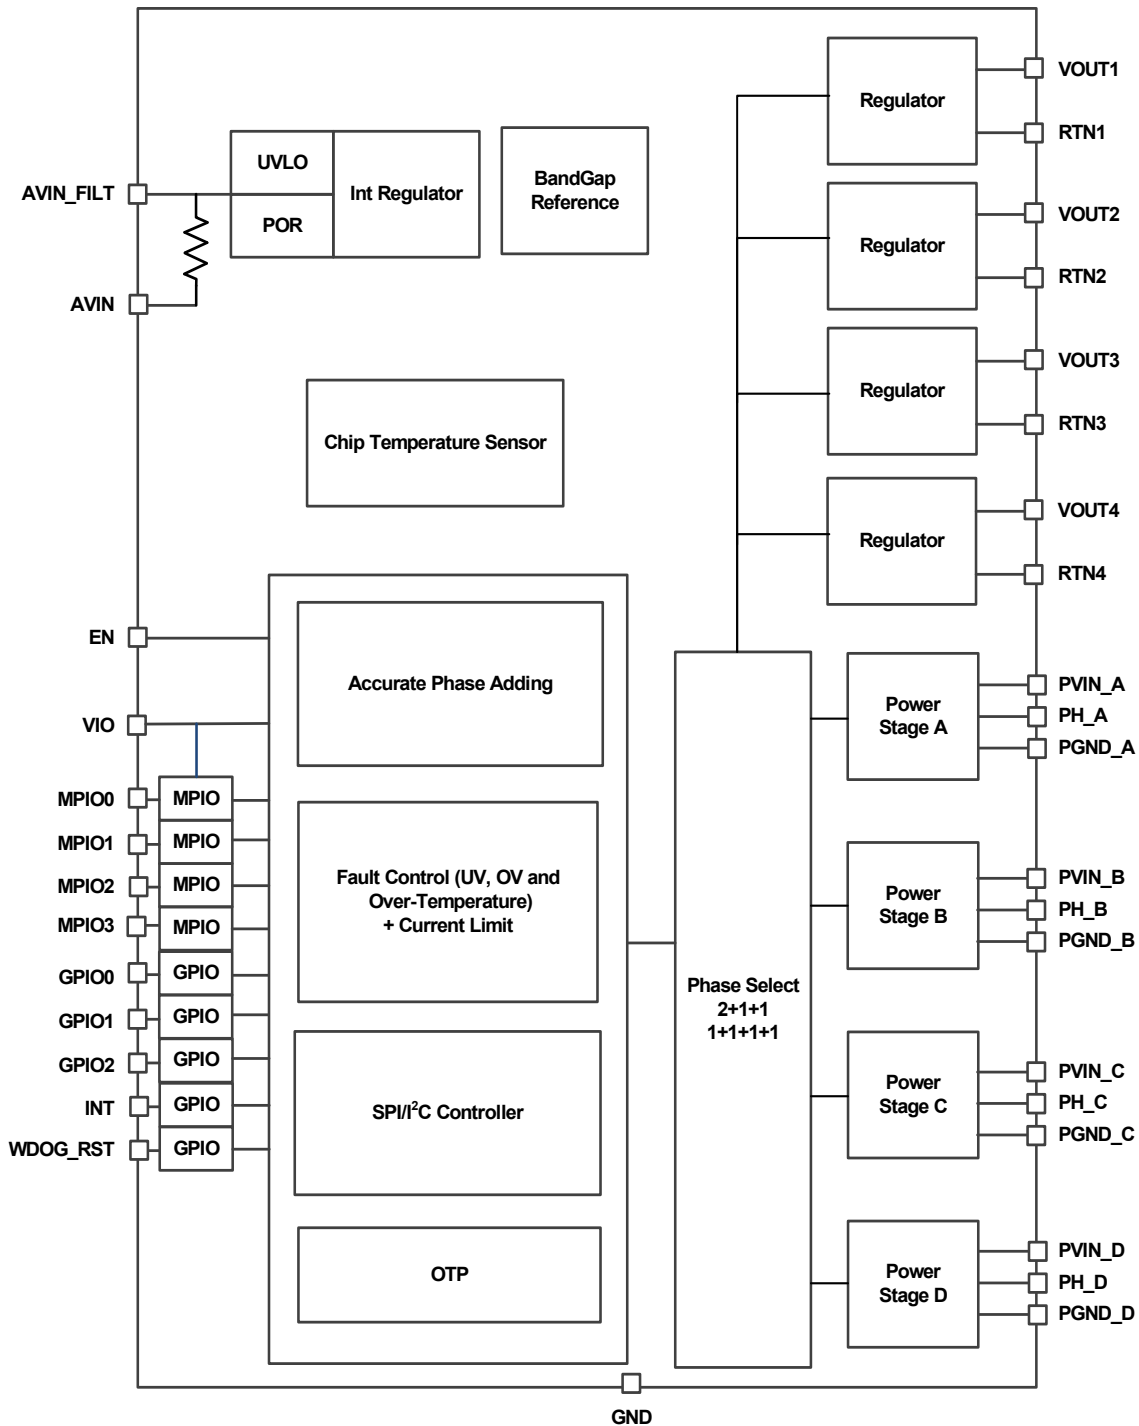 AVIN_FILT
AVIN
UVLO
POR
Int Regulator
BandGap
Reference
Chip Temperature Sensor
Regulator
VOUT1
RTN1
Regulator
VOUT2
RTN2
Regulator
VOUT3
RTN3
Regulator
VOUT4
RTN4
EN
VIO
MPIO0
MPIO
MPIO1
MPIO
MPIO2
MPIO
MPIO3
MPIO
GPIO0
GPIO
GPIO1
GPIO
GPIO2
GPIO
INT
GPIO
WDOG_RST
GPIO
Accurate Phase Adding
Fault Control (UV, OV and
Over-Temperature)
+ Current Limit
SPI/I²C Controller
OTP
Phase Select
2+1+1
1+1+1+1
Power
Stage A
PVIN_A
PH_A
PGND_A
Power
Stage B
PVIN_B
PH_B
PGND_B
Power
Stage C
PVIN_C
PH_C
PGND_C
Power
Stage D
PVIN_D
PH_D
PGND_D
GND